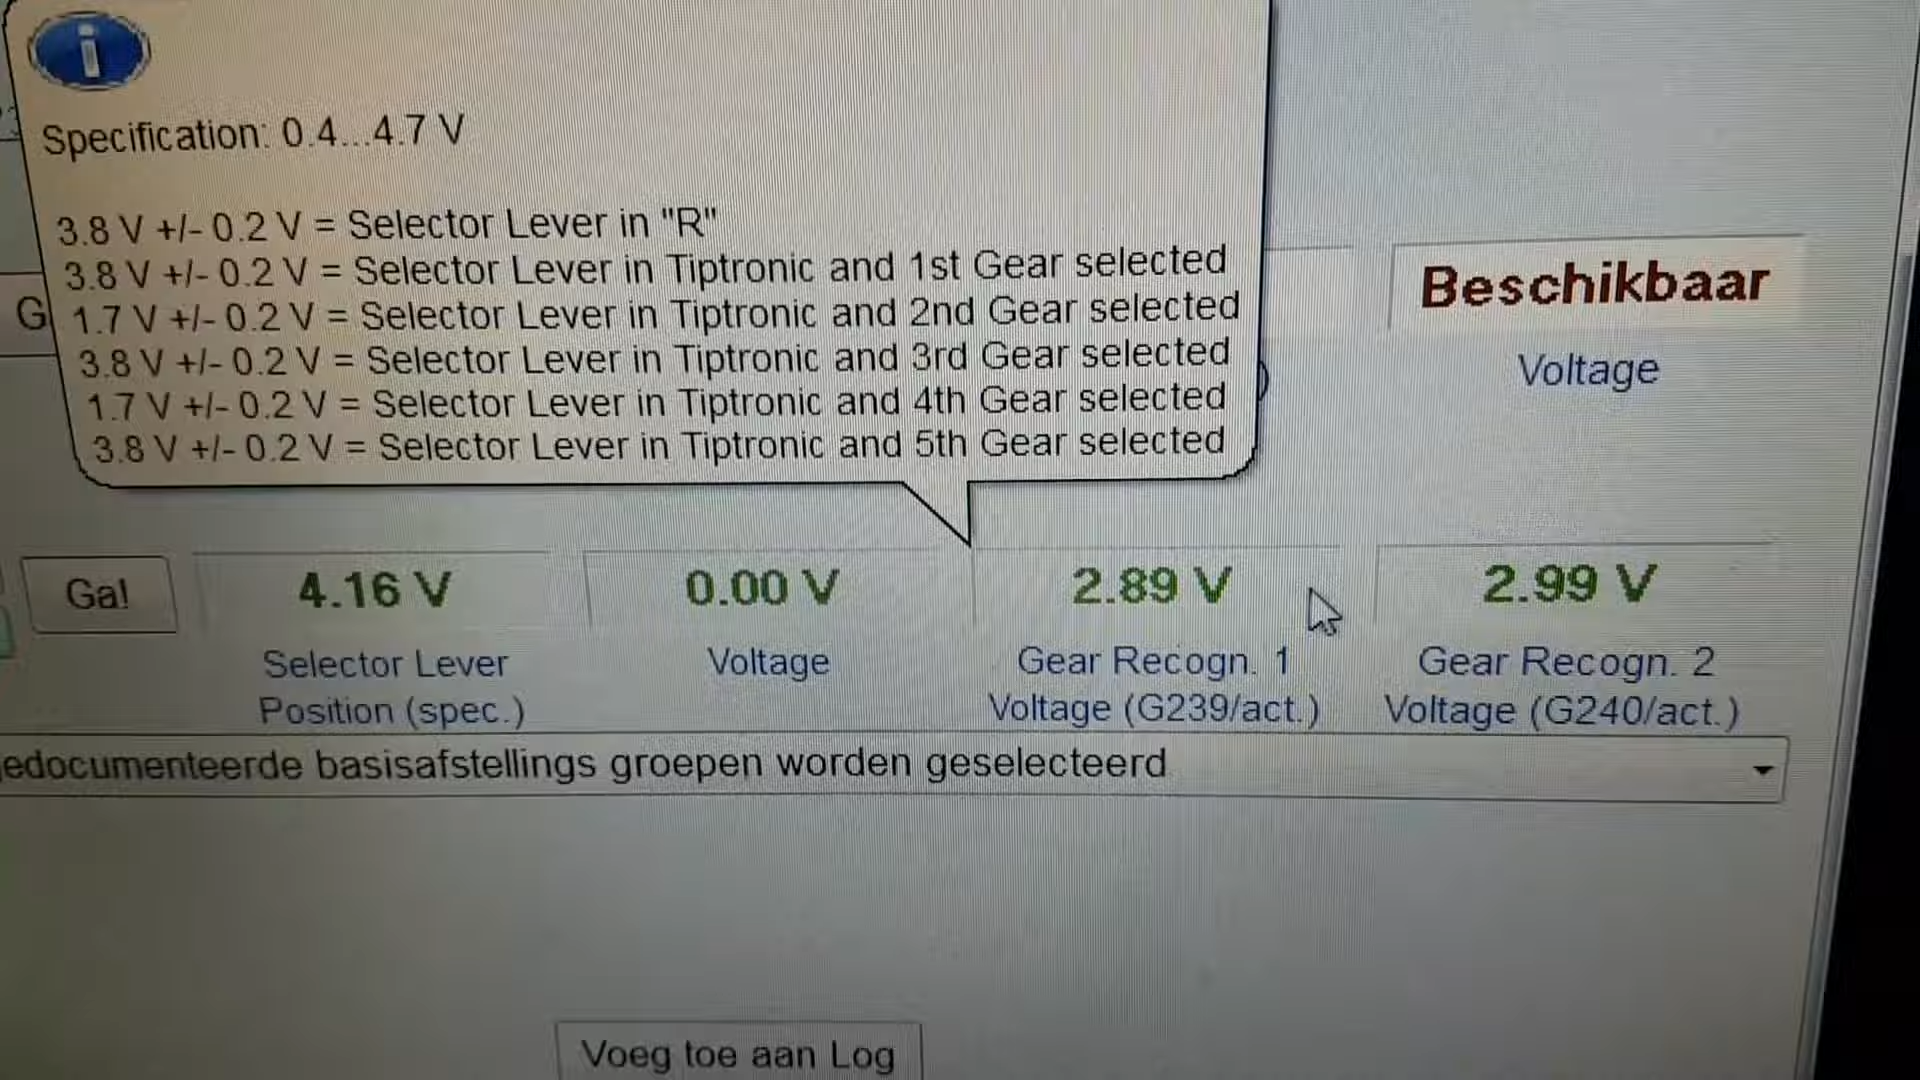 Specification: 0.4...4.7 V
3.8 V +/- 0.2 V = Selector Lever in "R"
3.8 V +/- 0.2 V = Selector Lever in Tiptronic and 1st Gear selected
1.7 V +/- 0.2 V = Selector Lever in Tiptronic and 2nd Gear selected
3.8 V +/- 0.2 V = Selector Lever in Tiptronic and 3rd Gear selected
1.7 V +/- 0.2 V = Selector Lever in Tiptronic and 4th Gear selected
3.8 V +/- 0.2 V = Selector Lever in Tiptronic and 5th Gear selected
G
Beschikbaar
Voltage
Ga!
4.16 V
0.00 V
2.89 V
2.99 V
Selector Lever
Position (spec.)
Voltage
Gear Recogn. 1
Voltage (G239/act.)
Gear Recogn. 2
Voltage (G240/act.)
edocumenteerde basisafstellings groepen worden geselecteerd
Voeg toe aan Log